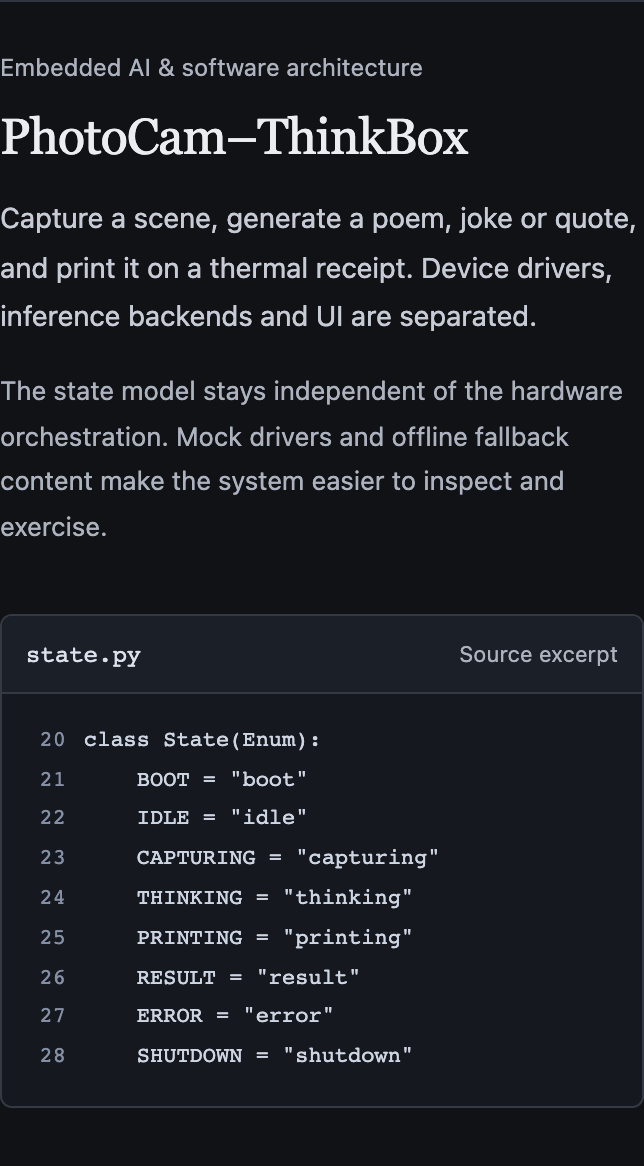 Embedded AI & software architecture
PhotoCam–ThinkBox
Capture a scene, generate a poem, joke or quote,
and print it on a thermal receipt. Device drivers,
inference backends and UI are separated.
The state model stays independent of the hardware
orchestration. Mock drivers and offline fallback
content make the system easier to inspect and
exercise.
state.py Source excerpt
20 class State(Enum):
21     BOOT = "boot"
22     IDLE = "idle"
23     CAPTURING = "capturing"
24     THINKING = "thinking"
25     PRINTING = "printing"
26     RESULT = "result"
27     ERROR = "error"
28     SHUTDOWN = "shutdown"